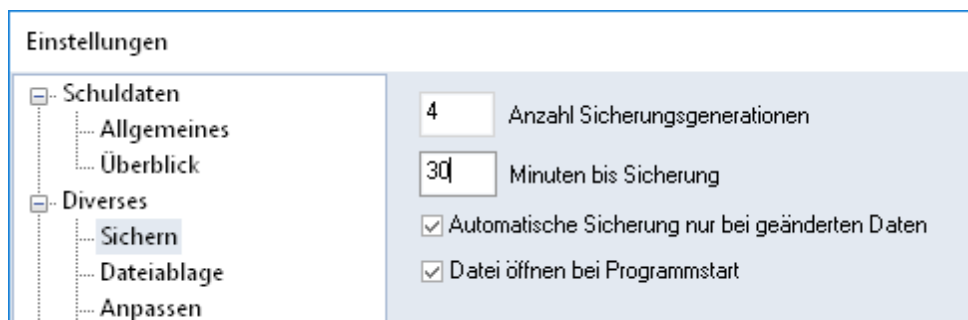 Einstellungen
Schuldaten
Allgemeines
Überblick
Diverses
Sichern
Dateiablage
Anpassen
4 Anzahl Sicherungsgenerationen
30 Minuten bis Sicherung
Automatische Sicherung nur bei geänderten Daten
Datei öffnen bei Programmstart